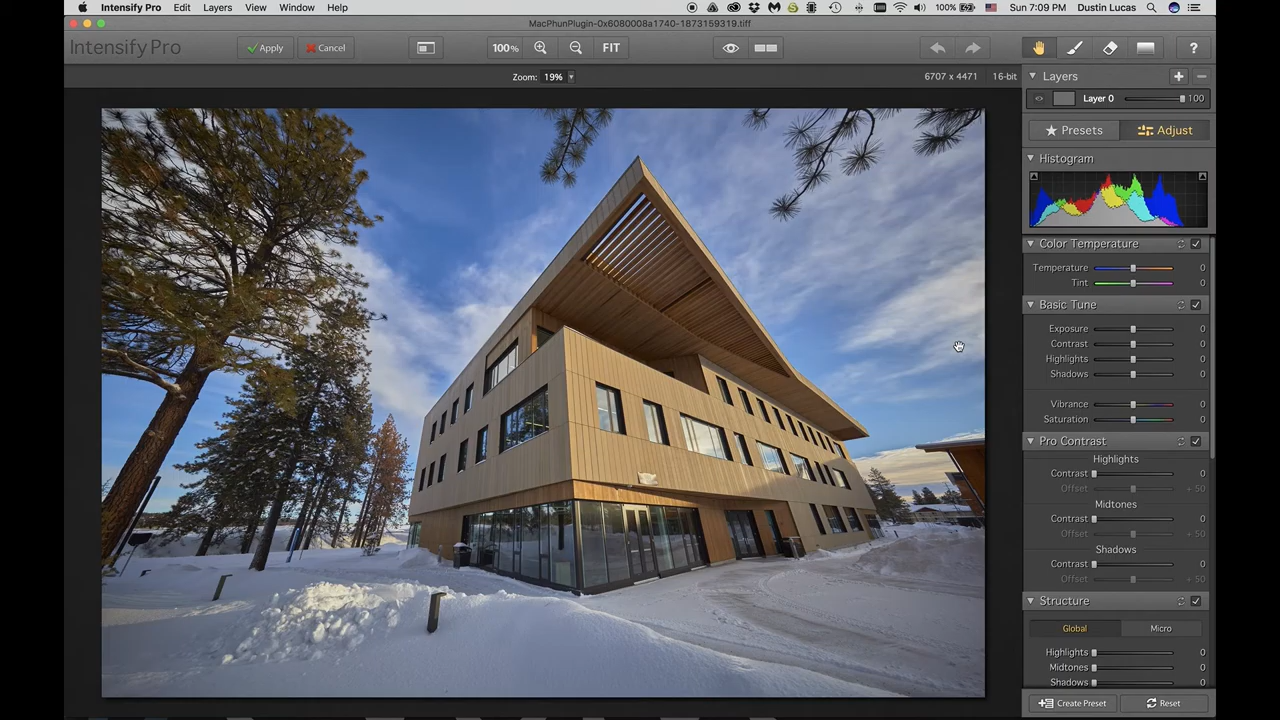 Intensify Pro Edit Layers View Window Help 100% Sun 7:09 PM Dustin Lucas
MacPhunPlugin-0x6080008a1740-1873159319.tiff
Intensify Pro Apply Cancel 100% FIT ?
Zoom: 19% 6707 x 4471 16-bit
Layers
Layer 0 100
Presets Adjust
Histogram
Color Temperature
Temperature 0
Tint 0
Basic Tune
Exposure 0
Contrast 0
Highlights 0
Shadows 0
Vibrance 0
Saturation 0
Pro Contrast
Highlights
Contrast 0
Offset + 50
Midtones
Contrast 0
Offset + 50
Shadows
Contrast 0
Offset + 50
Structure
Global Micro
Highlights 0
Midtones 0
Shadows 0
Create Preset Reset